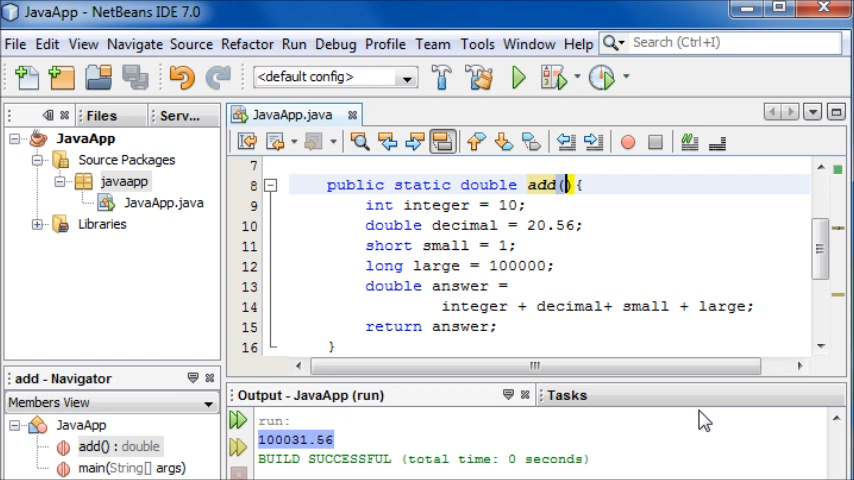 JavaApp - NetBeans IDE 7.0
File Edit View Navigate Source Refactor Run Debug Profile Team Tools Window Help Search (Ctrl+I)
<default config>
Files Serv...
JavaApp
Source Packages
javaapp
JavaApp.java
Libraries
JavaApp.java
7
8 public static double add(){
9 int integer = 10;
10 double decimal = 20.56;
11 short small = 1;
12 long large = 100000;
13 double answer =
14 integer + decimal+ small + large;
15 return answer;
16 }
add - Navigator
Members View
JavaApp
add() : double
main(String[] args)
Output - JavaApp (run) Tasks
run:
100031.56
BUILD SUCCESSFUL (total time: 0 seconds)